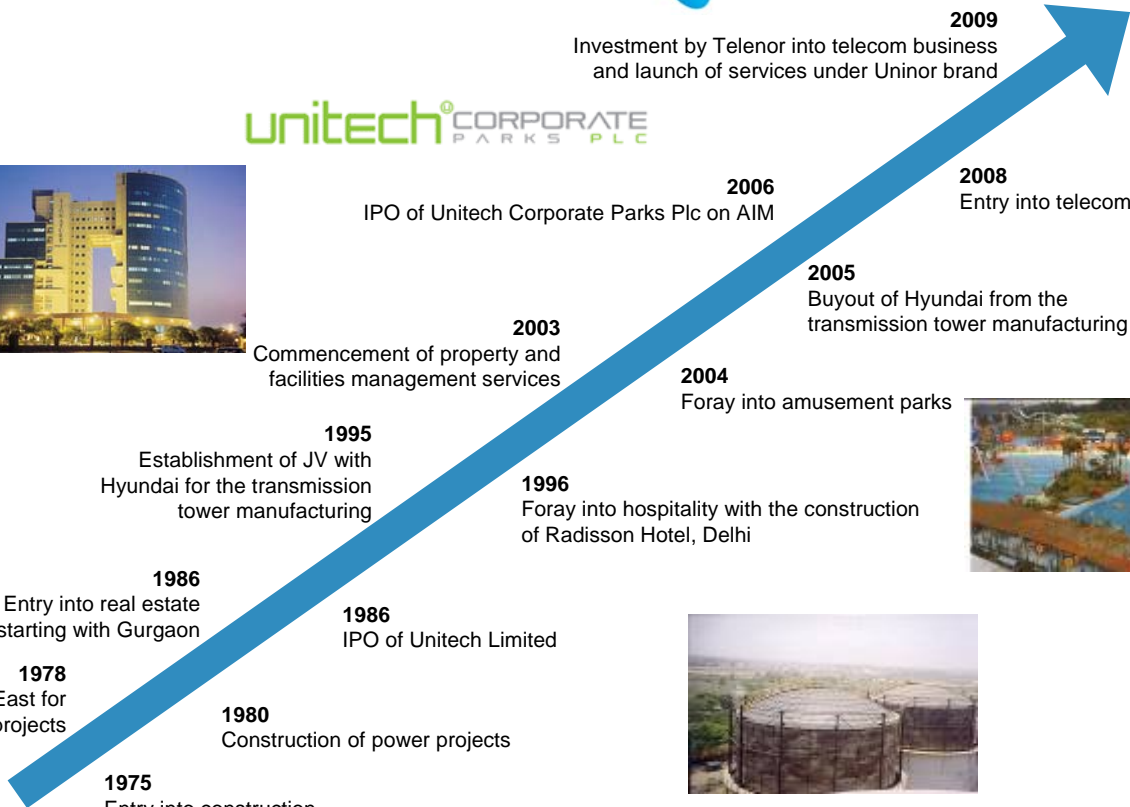 2009
Investment by Telenor into telecom business
and launch of services under Uninor brand
unitech CORPORATE
PARKS PLC
2006
IPO of Unitech Corporate Parks Plc on AIM
2008
Entry into telecom
2005
Buyout of Hyundai from the
transmission tower manufacturing
2003
Commencement of property and
facilities management services
2004
Foray into amusement parks
1995
Establishment of JV with
Hyundai for the transmission
tower manufacturing
1996
Foray into hospitality with the construction
of Radisson Hotel, Delhi
1986
Entry into real estate
starting with Gurgaon
1986
IPO of Unitech Limited
1978
East for
projects
1980
Construction of power projects
1975
Entry into construction